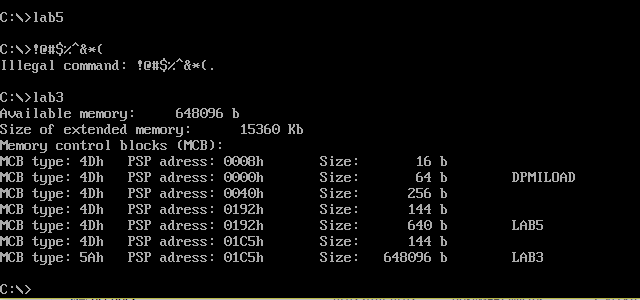 C:\>lab5
C:\>!@#$%^&*(
Illegal command: !@#$%^&*(.
C:\>lab3
Available memory: 648096 b
Size of extended memory: 15360 Kb
Memory control blocks (MCB):
MCB type: 4Dh PSP adress: 0008h Size: 16 b
MCB type: 4Dh PSP adress: 0000h Size: 64 b DPMILOAD
MCB type: 4Dh PSP adress: 0040h Size: 256 b
MCB type: 4Dh PSP adress: 0192h Size: 144 b
MCB type: 4Dh PSP adress: 0192h Size: 640 b LAB5
MCB type: 4Dh PSP adress: 01C5h Size: 144 b
MCB type: 5Ah PSP adress: 01C5h Size: 648096 b LAB3
C:\>